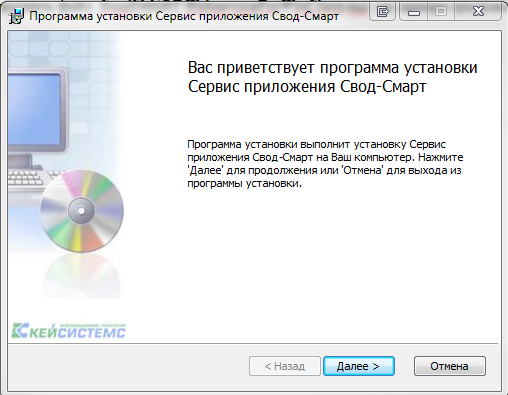 Программа установки Сервис приложения Свод-Смарт
Вас приветствует программа установки
Сервис приложения Свод-Смарт
Программа установки выполнит установку Сервис
приложения Свод-Смарт на Ваш компьютер. Нажмите
'Далее' для продолжения или 'Отмена' для выхода из
программы установки.
информационные технологии
КЕЙСИСТЕМС
< Назад
Далее >
Отмена